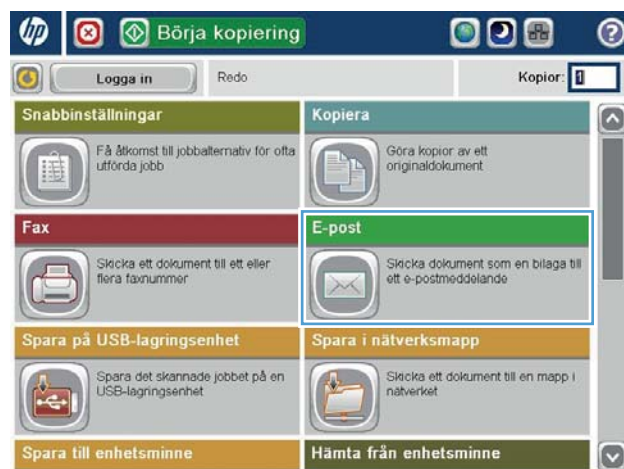 hp
Börja kopiering
?
Logga in
Redo
Kopior: 1
Snabbinställningar
Få åtkomst till jobbalternativ för ofta
utförda jobb
Kopiera
Göra kopior av ett
originaldokument
Fax
Skicka ett dokument till ett eller
flera faxnummer
E-post
Skicka dokument som en bilaga till
ett e-postmeddelande
Spara på USB-lagringsenhet
Spara det skannade jobbet på en
USB-lagringsenhet
Spara i nätverksmapp
Skicka ett dokument till en mapp i
nätverket
Spara till enhetsminne
Hämta från enhetsminne